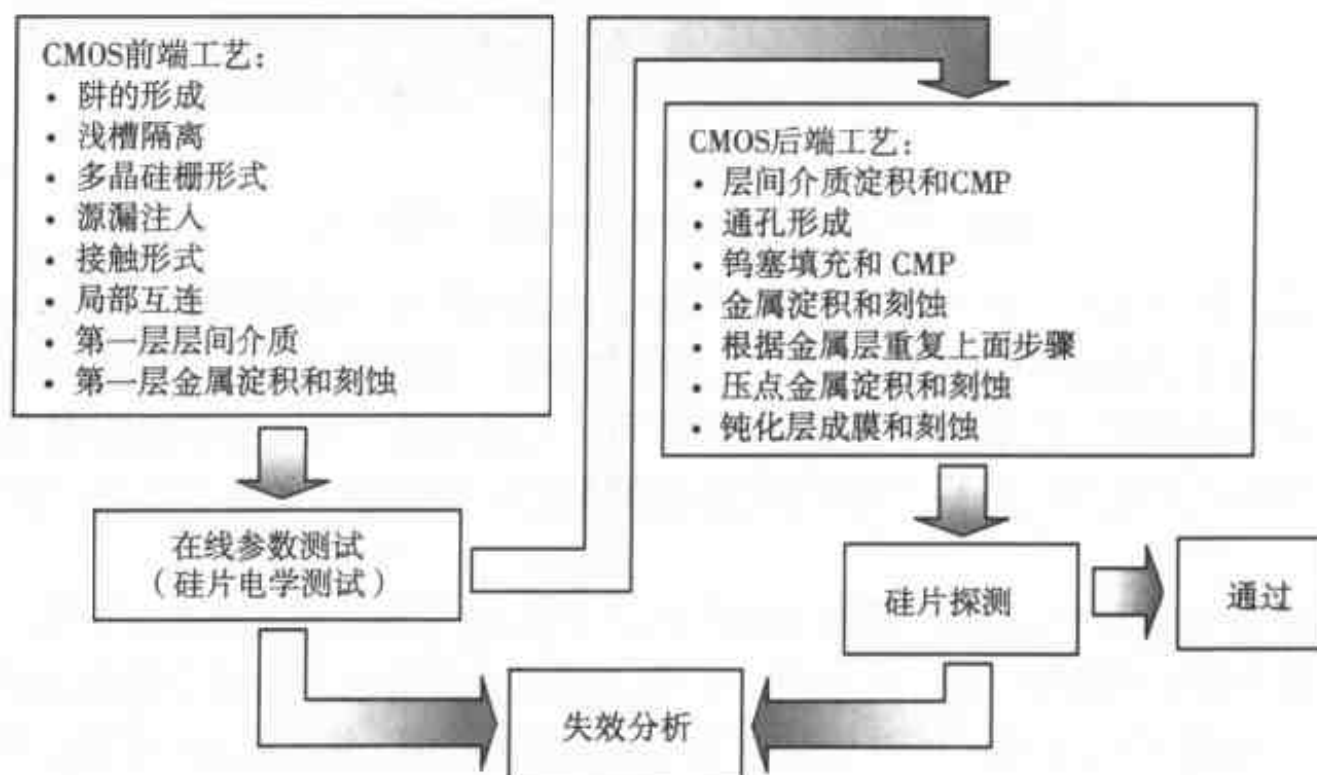 CMOS前端工艺：
• 阱的形成
• 浅槽隔离
• 多晶硅栅形式
• 源漏注入
• 接触形式
• 局部互连
• 第一层层间介质
• 第一层金属淀积和刻蚀
CMOS后端工艺：
• 层间介质淀积和CMP
• 通孔形成
• 钨塞填充和 CMP
• 金属淀积和刻蚀
• 根据金属层重复上面步骤
• 压点金属淀积和刻蚀
• 钝化层成膜和刻蚀
在线参数测试
（硅片电学测试）
硅片探测
通过
失效分析